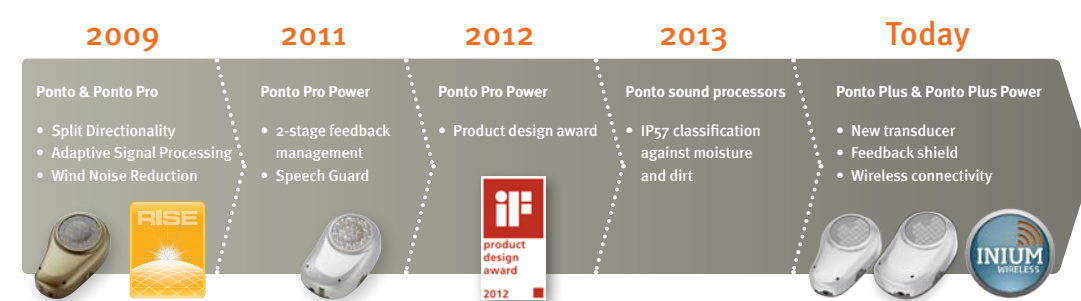 2009
Ponto & Ponto Pro
• Split Directionality
• Adaptive Signal Processing
• Wind Noise Reduction
RISE
2011
Ponto Pro Power
• 2-stage feedback
management
• Speech Guard
2012
Ponto Pro Power
• Product design award
iF
product
design
award
2012
2013
Ponto sound processors
• IP57 classification
against moisture
and dirt
Today
Ponto Plus & Ponto Plus Power
• New transducer
• Feedback shield
• Wireless connectivity
INIUM
WIRELESS